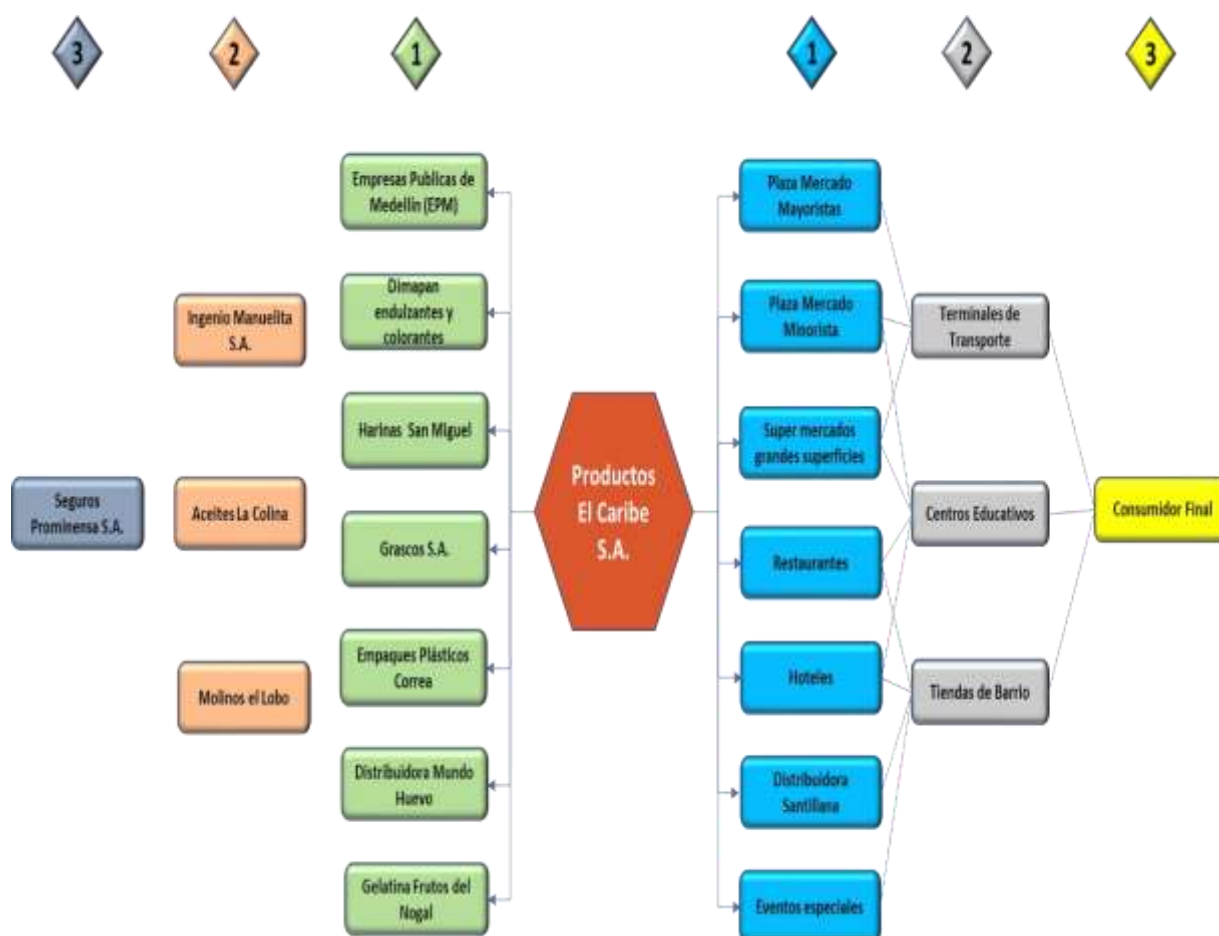 3
2
1
1
2
3
Empresas Publicas de
Medellín (EPM)
Dimapan
endulzantes y
colorantes
Harinas San Miguel
Grascos S.A.
Empaques Plásticos
Correa
Distribuidora Mundo
Huevo
Gelatina Frutos del
Nogal
Ingenio Manuelita
S.A.
Aceites La Colina
Molinos el Lobo
Seguros
Prominensa S.A.
Productos
El Caribe
S.A.
Plaza Mercado
Mayoristas
Plaza Mercado
Minorista
Super mercados
grandes superficies
Restaurantes
Hoteles
Distribuidora
Santillana
Eventos especiales
Terminales de
Transporte
Centros Educativos
Tiendas de Barrio
Consumidor Final